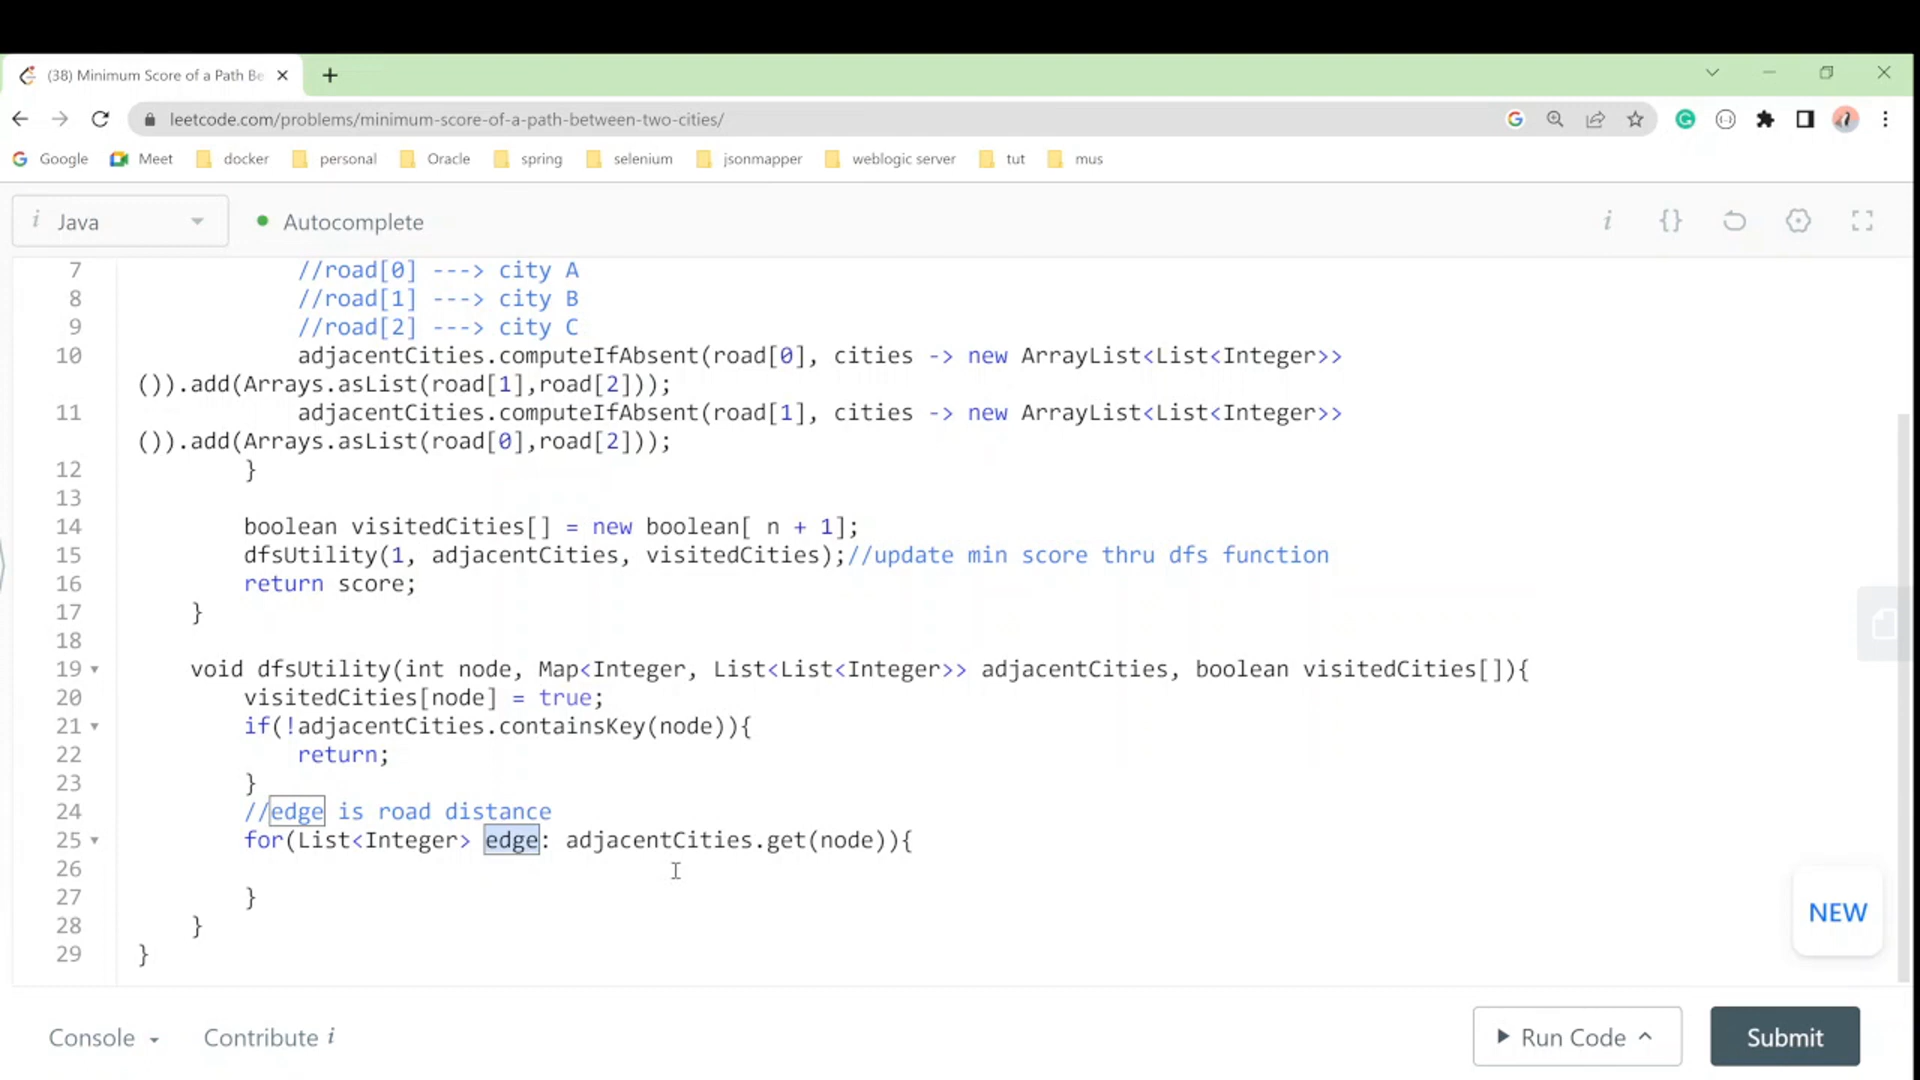 (38) Minimum Score of a Path Be
leetcode.com/problems/minimum-score-of-a-path-between-two-cities/
Google Meet docker personal Oracle spring selenium jsonmapper weblogic server tut mus
i Java Autocomplete
7 //road[0] ---> city A
8 //road[1] ---> city B
9 //road[2] ---> city C
10 adjacentCities.computeIfAbsent(road[0], cities -> new ArrayList<List<Integer>>
()).add(Arrays.asList(road[1],road[2]));
11 adjacentCities.computeIfAbsent(road[1], cities -> new ArrayList<List<Integer>>
()).add(Arrays.asList(road[0],road[2]));
12 }
13
14 boolean visitedCities[] = new boolean[ n + 1];
15 dfsUtility(1, adjacentCities, visitedCities);//update min score thru dfs function
16 return score;
17 }
18
19 void dfsUtility(int node, Map<Integer, List<List<Integer>> adjacentCities, boolean visitedCities[]){
20 visitedCities[node] = true;
21 if(!adjacentCities.containsKey(node)){
22 return;
23 }
24 //edge is road distance
25 for(List<Integer> edge: adjacentCities.get(node)){
26
27 }
28 }
29 }
NEW
Console Contribute i Run Code Submit